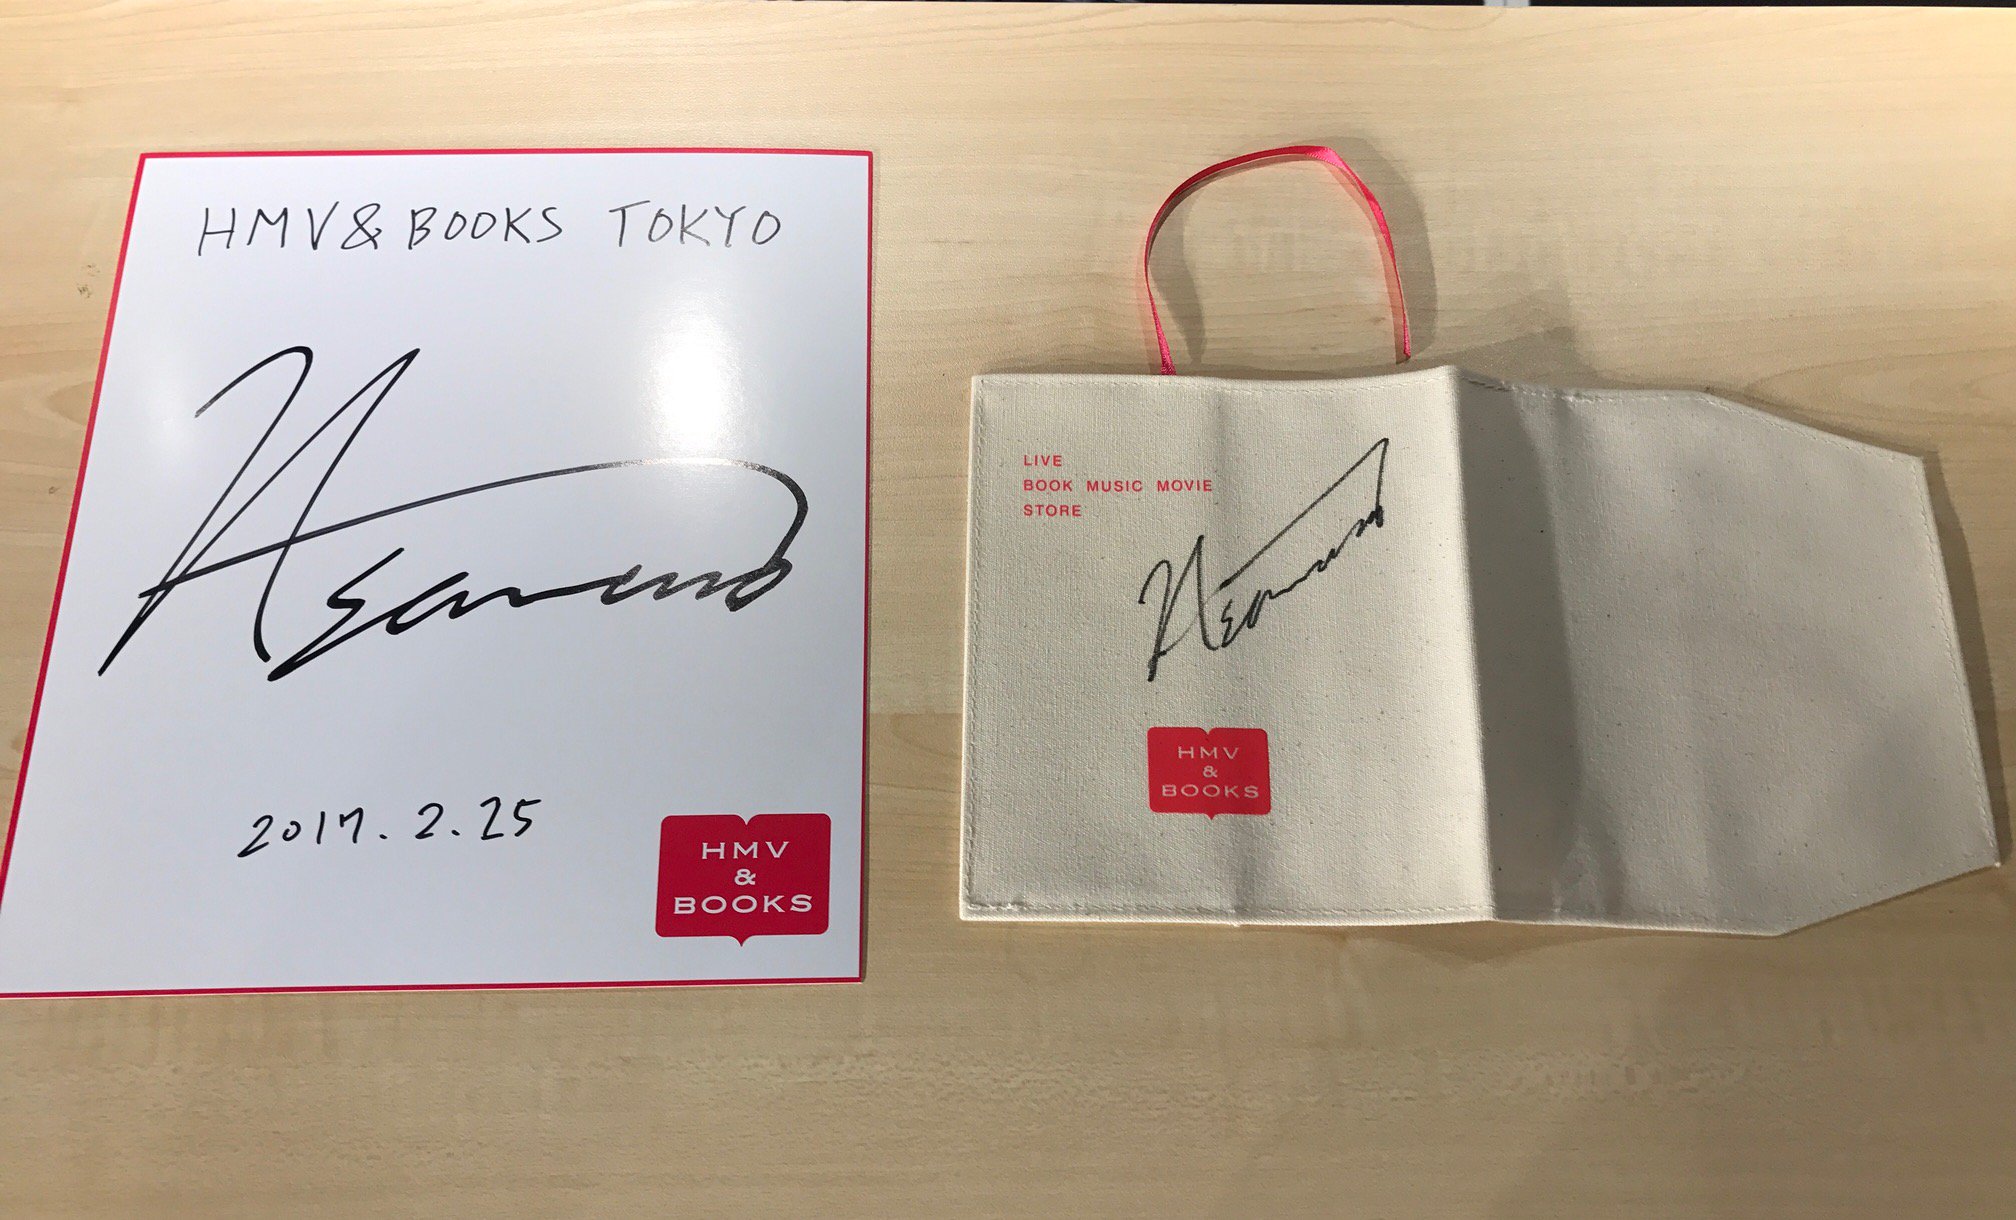 HMV & BOOKS TOKYO
2017.2.25
HMV
&
BOOKS
LIVE
BOOK MUSIC MOVIE
STORE
HMV
&
BOOKS